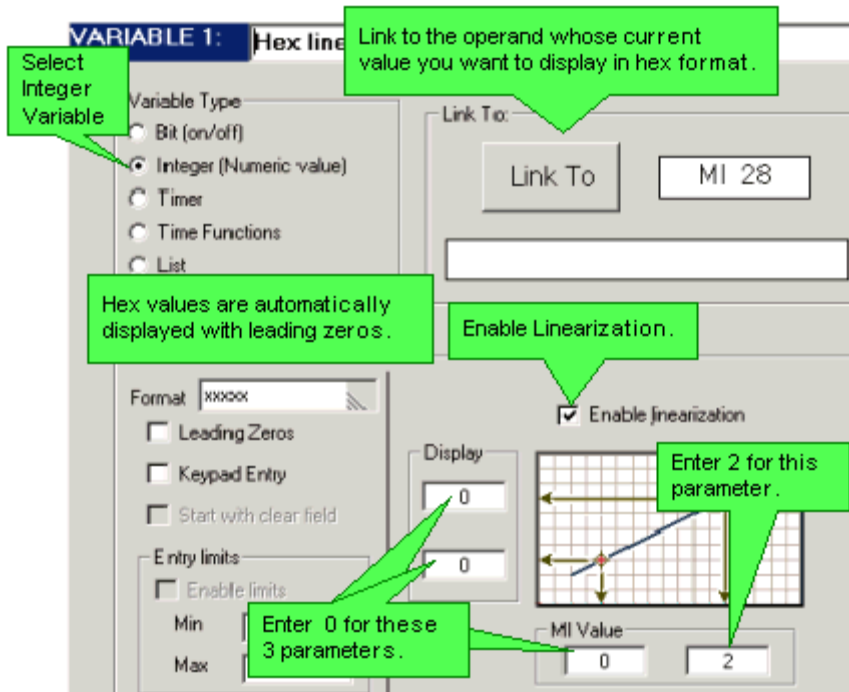 VARIABLE 1:
Hex line
Link to the operand whose current
value you want to display in hex format.
Select
Integer
Variable
Variable Type
Bit (on/off)
Integer (Numeric value)
Timer
Time Functions
List
Link To:
Link To
MI 28
Hex values are automatically
displayed with leading zeros.
Enable Linearization.
Format
xxxxx
Leading Zeros
Keypad Entry
Start with clear field
Entry limits
Enable limits
Min
Max
Enable linearization
Display
0
0
Enter 2 for this
parameter.
Enter 0 for these
3 parameters.
MI Value
0
2